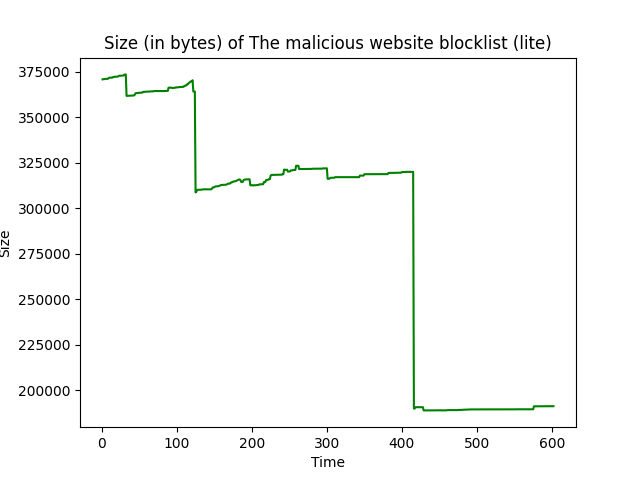 Size (in bytes) of The malicious website blocklist (lite)
375000
350000
325000
300000
275000
250000
225000
200000
Size
0 100 200 300 400 500 600
Time